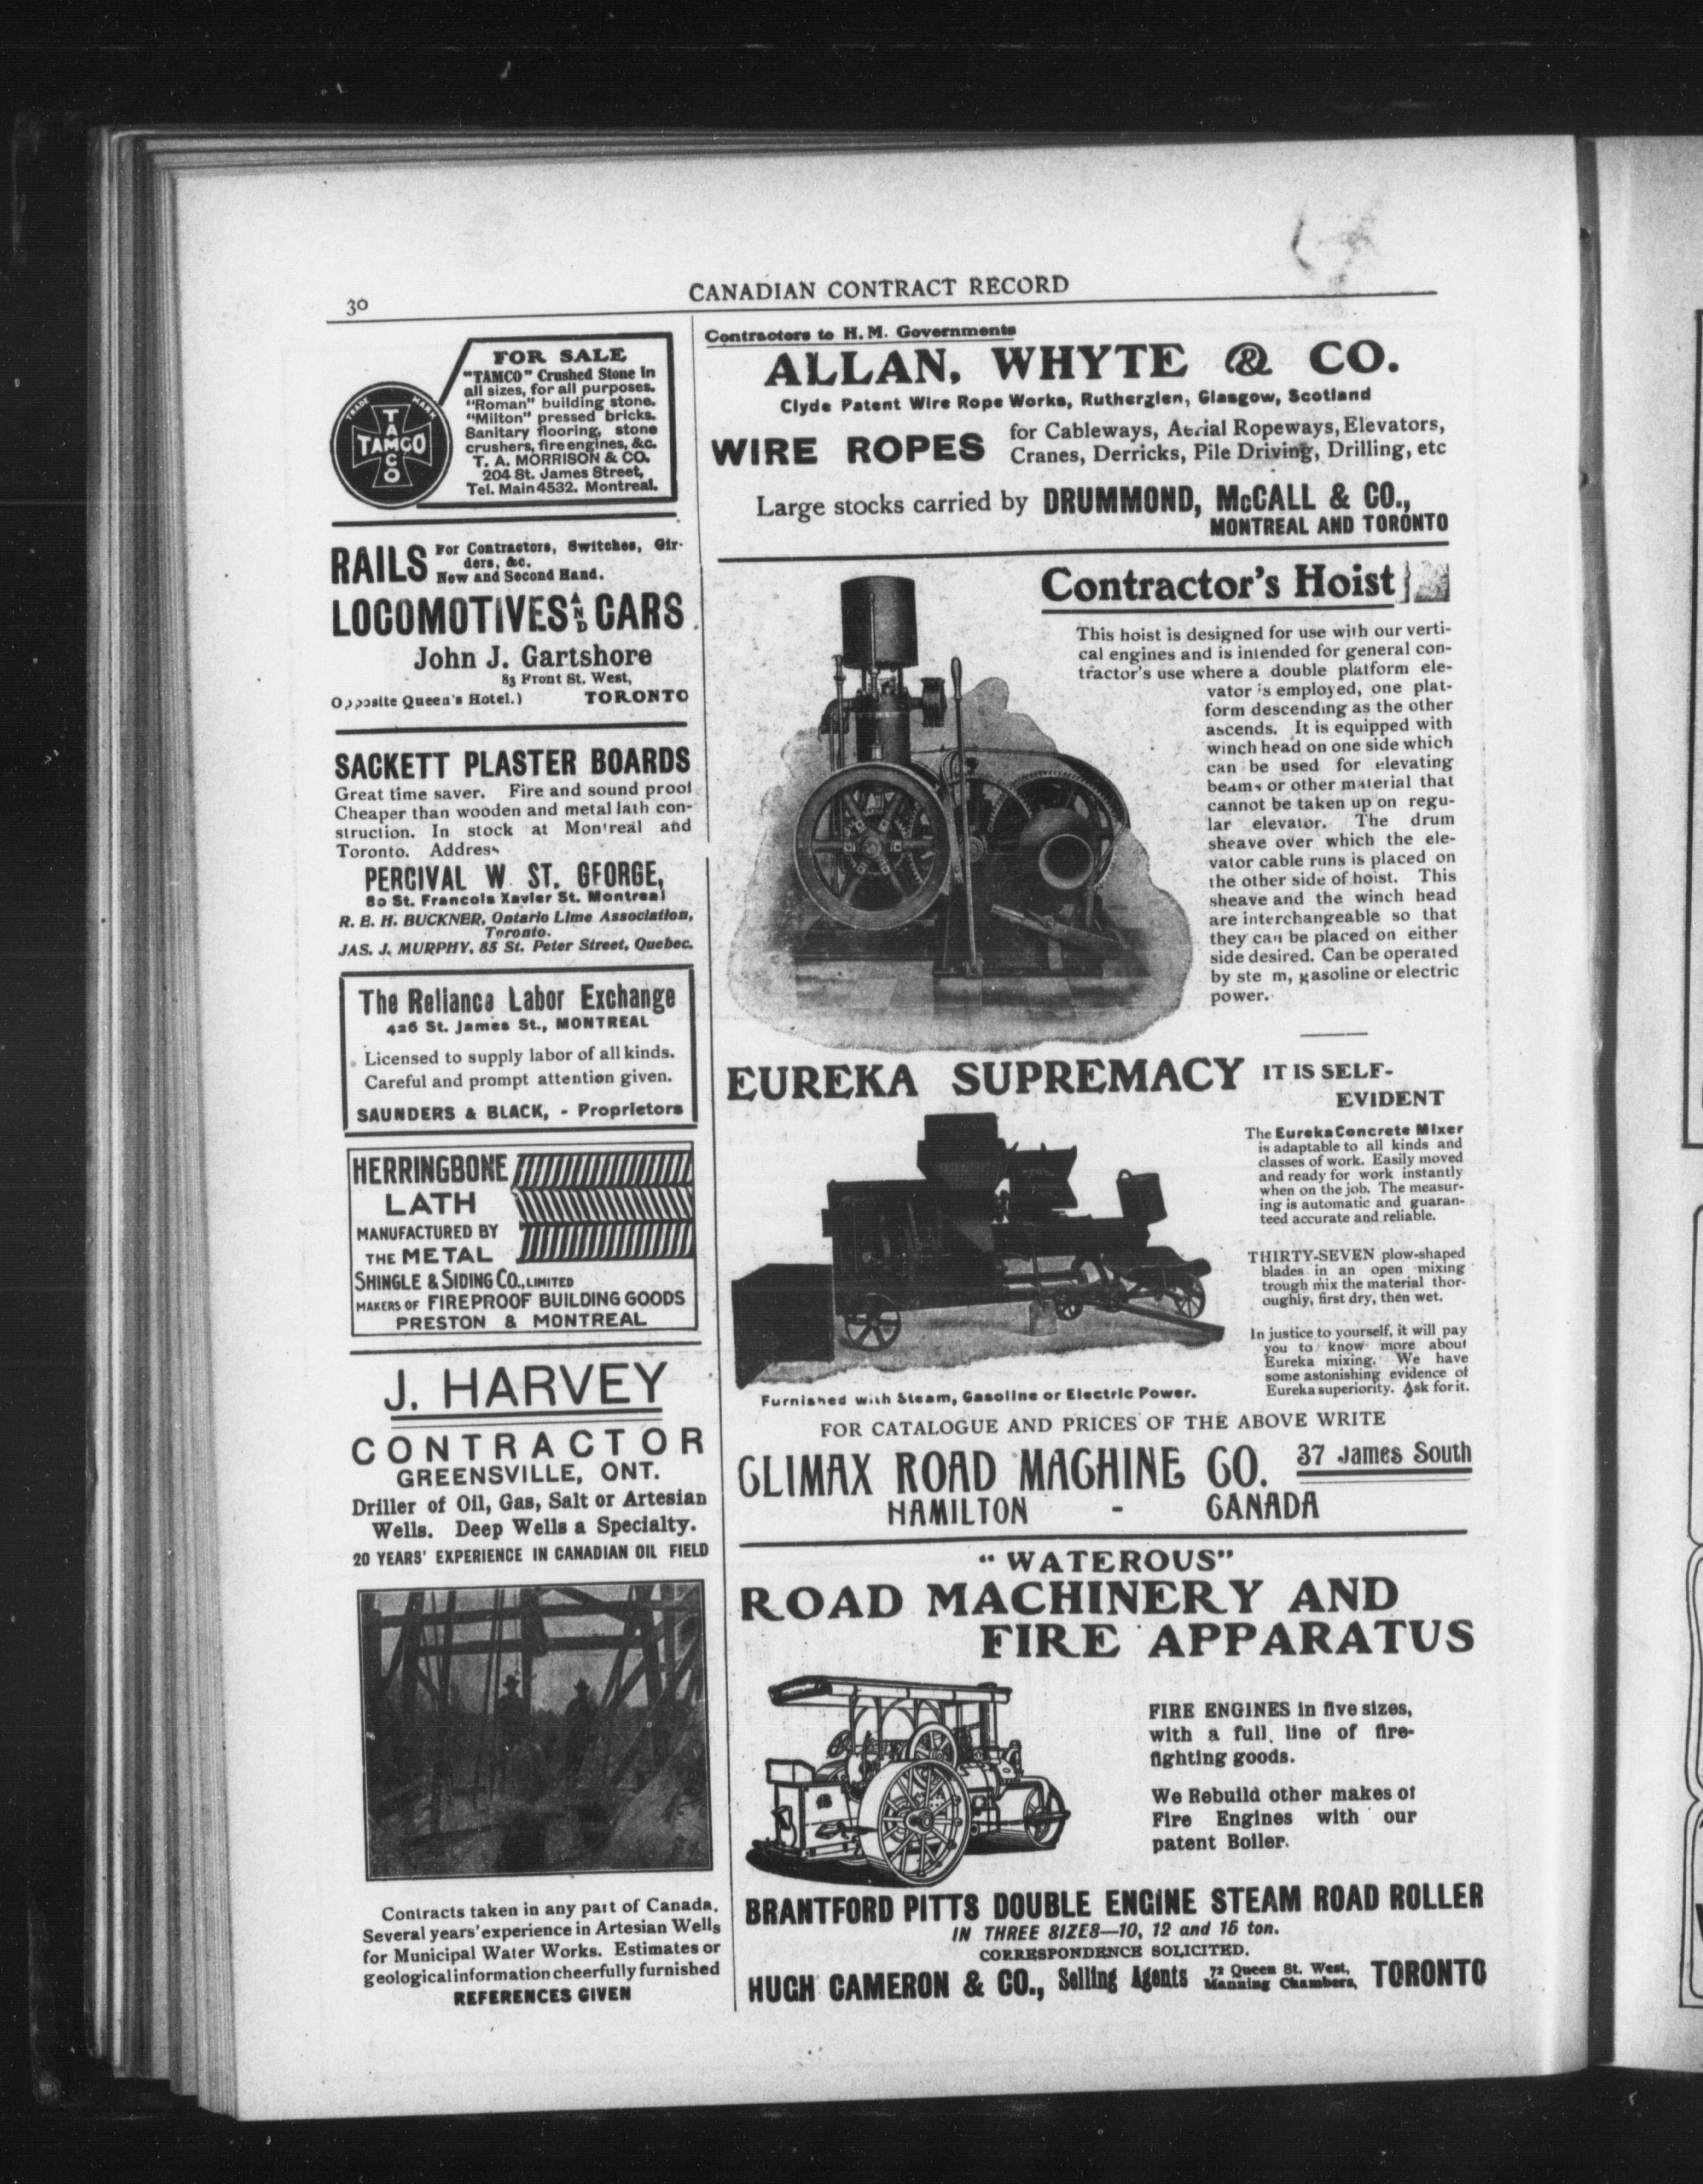 30
CANADIAN CONTRACT RECORD
TRADE MARK
TAMCO
TAMCO
FOR SALE
"TAMCO" Crushed Stone in
all sizes, for all purposes.
"Roman" building stone.
"Milton" pressed bricks.
Sanitary flooring, stone
crushers, fire engines, &c.
T. A. MORRISON & CO.
204 St. James Street,
Tel. Main 4532. Montreal.
RAILS For Contractors, Switches, Gir-
ders, &c.
New and Second Hand.
LOCOMOTIVES AND CARS
John J. Gartshore
83 Front St. West,
Opposite Queen's Hotel.) TORONTO
SACKETT PLASTER BOARDS
Great time saver. Fire and sound proof
Cheaper than wooden and metal lath con-
struction. In stock at Montreal and
Toronto. Address
PERCIVAL W. ST. GEORGE,
80 St. Francois Xavier St. Montreal
R. E. H. BUCKNER, Ontario Lime Association,
Toronto.
JAS. J. MURPHY, 85 St. Peter Street, Quebec.
The Reliance Labor Exchange
426 St. James St., MONTREAL
Licensed to supply labor of all kinds.
Careful and prompt attention given.
SAUNDERS & BLACK, - Proprietors
HERRINGBONE
LATH
MANUFACTURED BY
THE METAL
SHINGLE & SIDING CO., LIMITED
MAKERS OF FIREPROOF BUILDING GOODS
PRESTON & MONTREAL
J. HARVEY
CONTRACTOR
GREENSVILLE, ONT.
Driller of Oil, Gas, Salt or Artesian
Wells. Deep Wells a Specialty.
20 YEARS' EXPERIENCE IN CANADIAN OIL FIELD
Contracts taken in any part of Canada.
Several years' experience in Artesian Wells
for Municipal Water Works. Estimates or
geological information cheerfully furnished
REFERENCES GIVEN
Contractors to H. M. Governments
ALLAN, WHYTE & CO.
Clyde Patent Wire Rope Works, Rutherglen, Glasgow, Scotland
WIRE ROPES for Cableways, Aerial Ropeways, Elevators,
Cranes, Derricks, Pile Driving, Drilling, etc
Large stocks carried by DRUMMOND, McCALL & CO.,
MONTREAL AND TORONTO
Contractor's Hoist
This hoist is designed for use with our verti-
cal engines and is intended for general con-
tractor's use where a double platform ele-
vator is employed, one plat-
form descending as the other
ascends. It is equipped with
winch head on one side which
can be used for elevating
beams or other material that
cannot be taken up on regu-
lar elevator. The drum
sheave over which the ele-
vator cable runs is placed on
the other side of hoist. This
sheave and the winch head
are interchangeable so that
they can be placed on either
side desired. Can be operated
by ste m, gasoline or electric
power.
EUREKA SUPREMACY IT IS SELF-
EVIDENT
The Eureka Concrete Mixer
is adaptable to all kinds and
classes of work. Easily moved
and ready for work instantly
when on the job. The measur-
ing is automatic and guaran-
teed accurate and reliable.
THIRTY-SEVEN plow-shaped
blades in an open mixing
trough mix the material thor-
oughly, first dry, then wet.
In justice to yourself, it will pay
you to know more about
Eureka mixing. We have
some astonishing evidence of
Eureka superiority. Ask for it.
Furnished with Steam, Gasoline or Electric Power.
FOR CATALOGUE AND PRICES OF THE ABOVE WRITE
CLIMAX ROAD MACHINE CO. 37 James South
HAMILTON - CANADA
"WATEROUS"
ROAD MACHINERY AND
FIRE APPARATUS
FIRE ENGINES in five sizes,
with a full line of fire-
fighting goods.
We Rebuild other makes of
Fire Engines with our
patent Boiler.
BRANTFORD PITTS DOUBLE ENGINE STEAM ROAD ROLLER
IN THREE SIZES—10, 12 and 15 ton.
CORRESPONDENCE SOLICITED.
HUGH CAMERON & CO., Selling Agents 72 Queen St. West, Manning Chambers, TORONTO